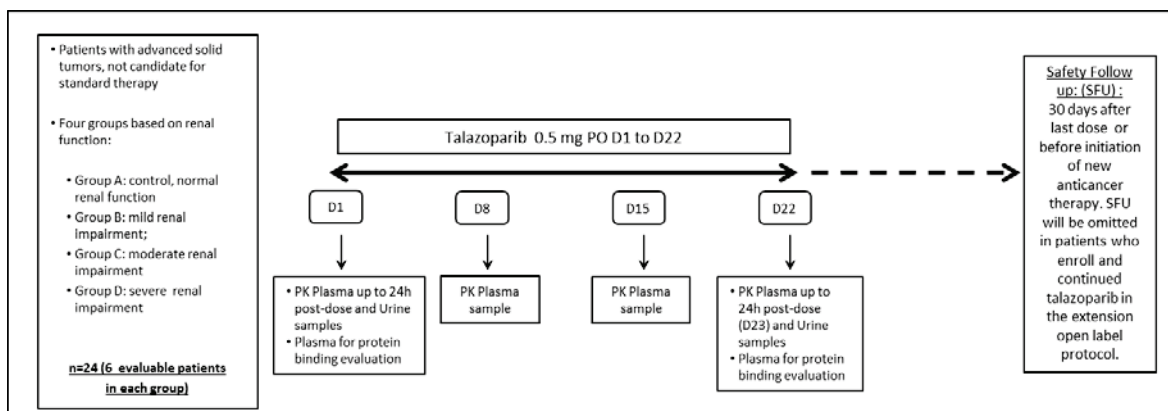 • Patients with advanced solid
tumors, not candidate for
standard therapy
• Four groups based on renal
function:
• Group A: control, normal
renal function
• Group B: mild renal
impairment;
• Group C: moderate renal
impairment
• Group D: severe renal
impairment
n=24 (6 evaluable patients
in each group)
Talazoparib 0.5 mg PO D1 to D22
D1
D8
D15
D22
• PK Plasma up to 24h
post-dose and Urine
samples
• Plasma for protein
binding evaluation
PK Plasma
sample
PK Plasma
sample
• PK Plasma up to
24h post-dose
(D23) and Urine
samples
• Plasma for protein
binding evaluation
Safety Follow
up: (SFU) :
30 days after
last dose or
before initiation
of new
anticancer
therapy. SFU
will be omitted
in patients who
enroll and
continued
talazoparib in
the extension
open label
protocol.